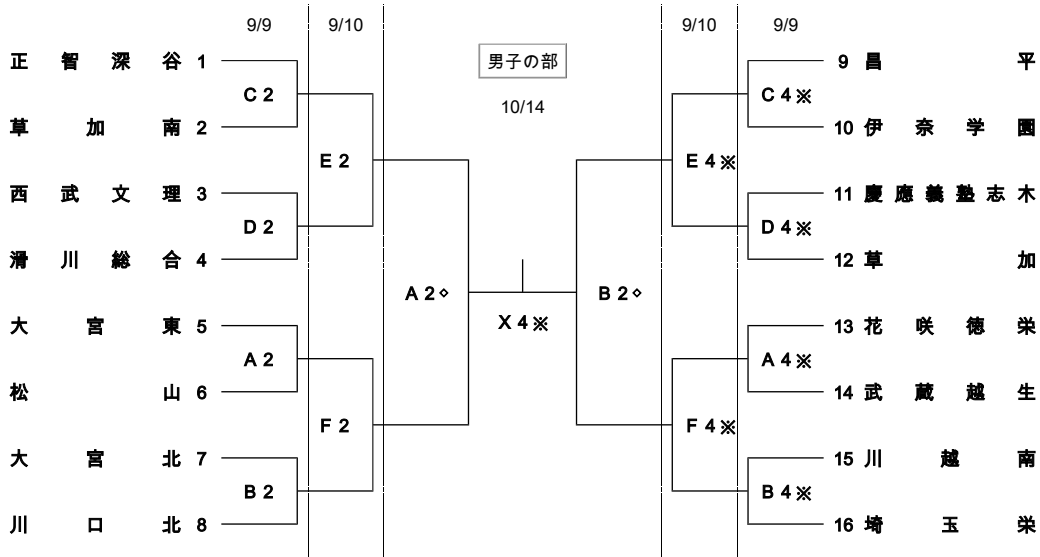 9/9 9/10 9/10 9/9
男子の部
正智深谷 1 9 昌平
C 2 C 4※
10/14
草加南 2 10 伊奈学園
E 2 E 4※
西武文理 3 11 慶應義塾志木
D 2 D 4※
滑川総合 4 12 草加
A 2◇ B 2◇
X 4※
大宮東 5 13 花咲徳栄
A 2 A 4※
松山 6 14 武蔵越生
F 2 F 4※
大宮北 7 15 川越南
B 2 B 4※
川口北 8 16 埼玉栄